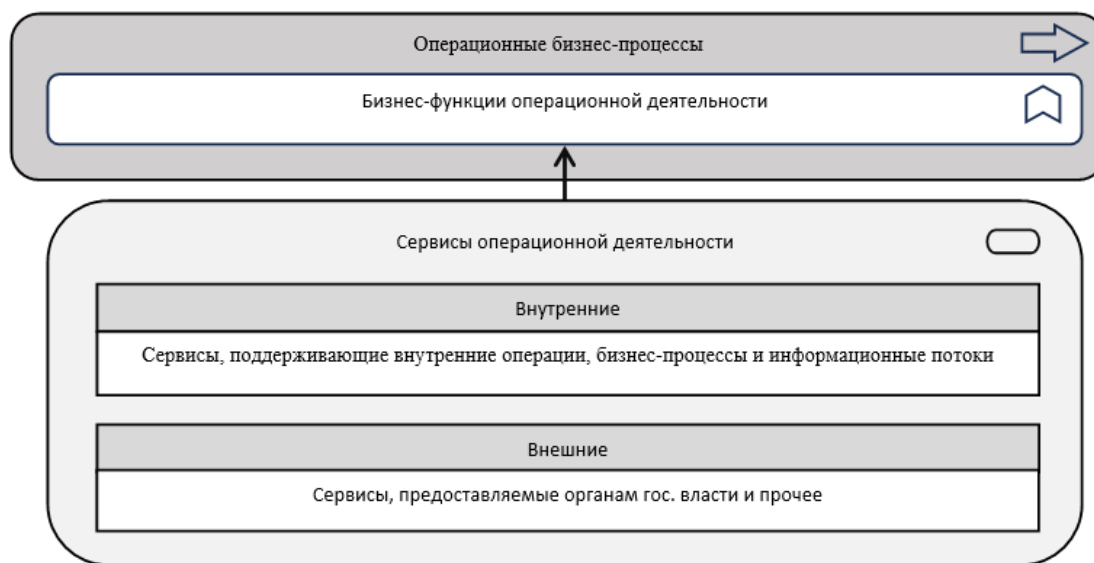 Операционные бизнес-процессы
Бизнес-функции операционной деятельности
Сервисы операционной деятельности
Внутренние
Сервисы, поддерживающие внутренние операции, бизнес-процессы и информационные потоки
Внешние
Сервисы, предоставляемые органам гос. власти и прочее